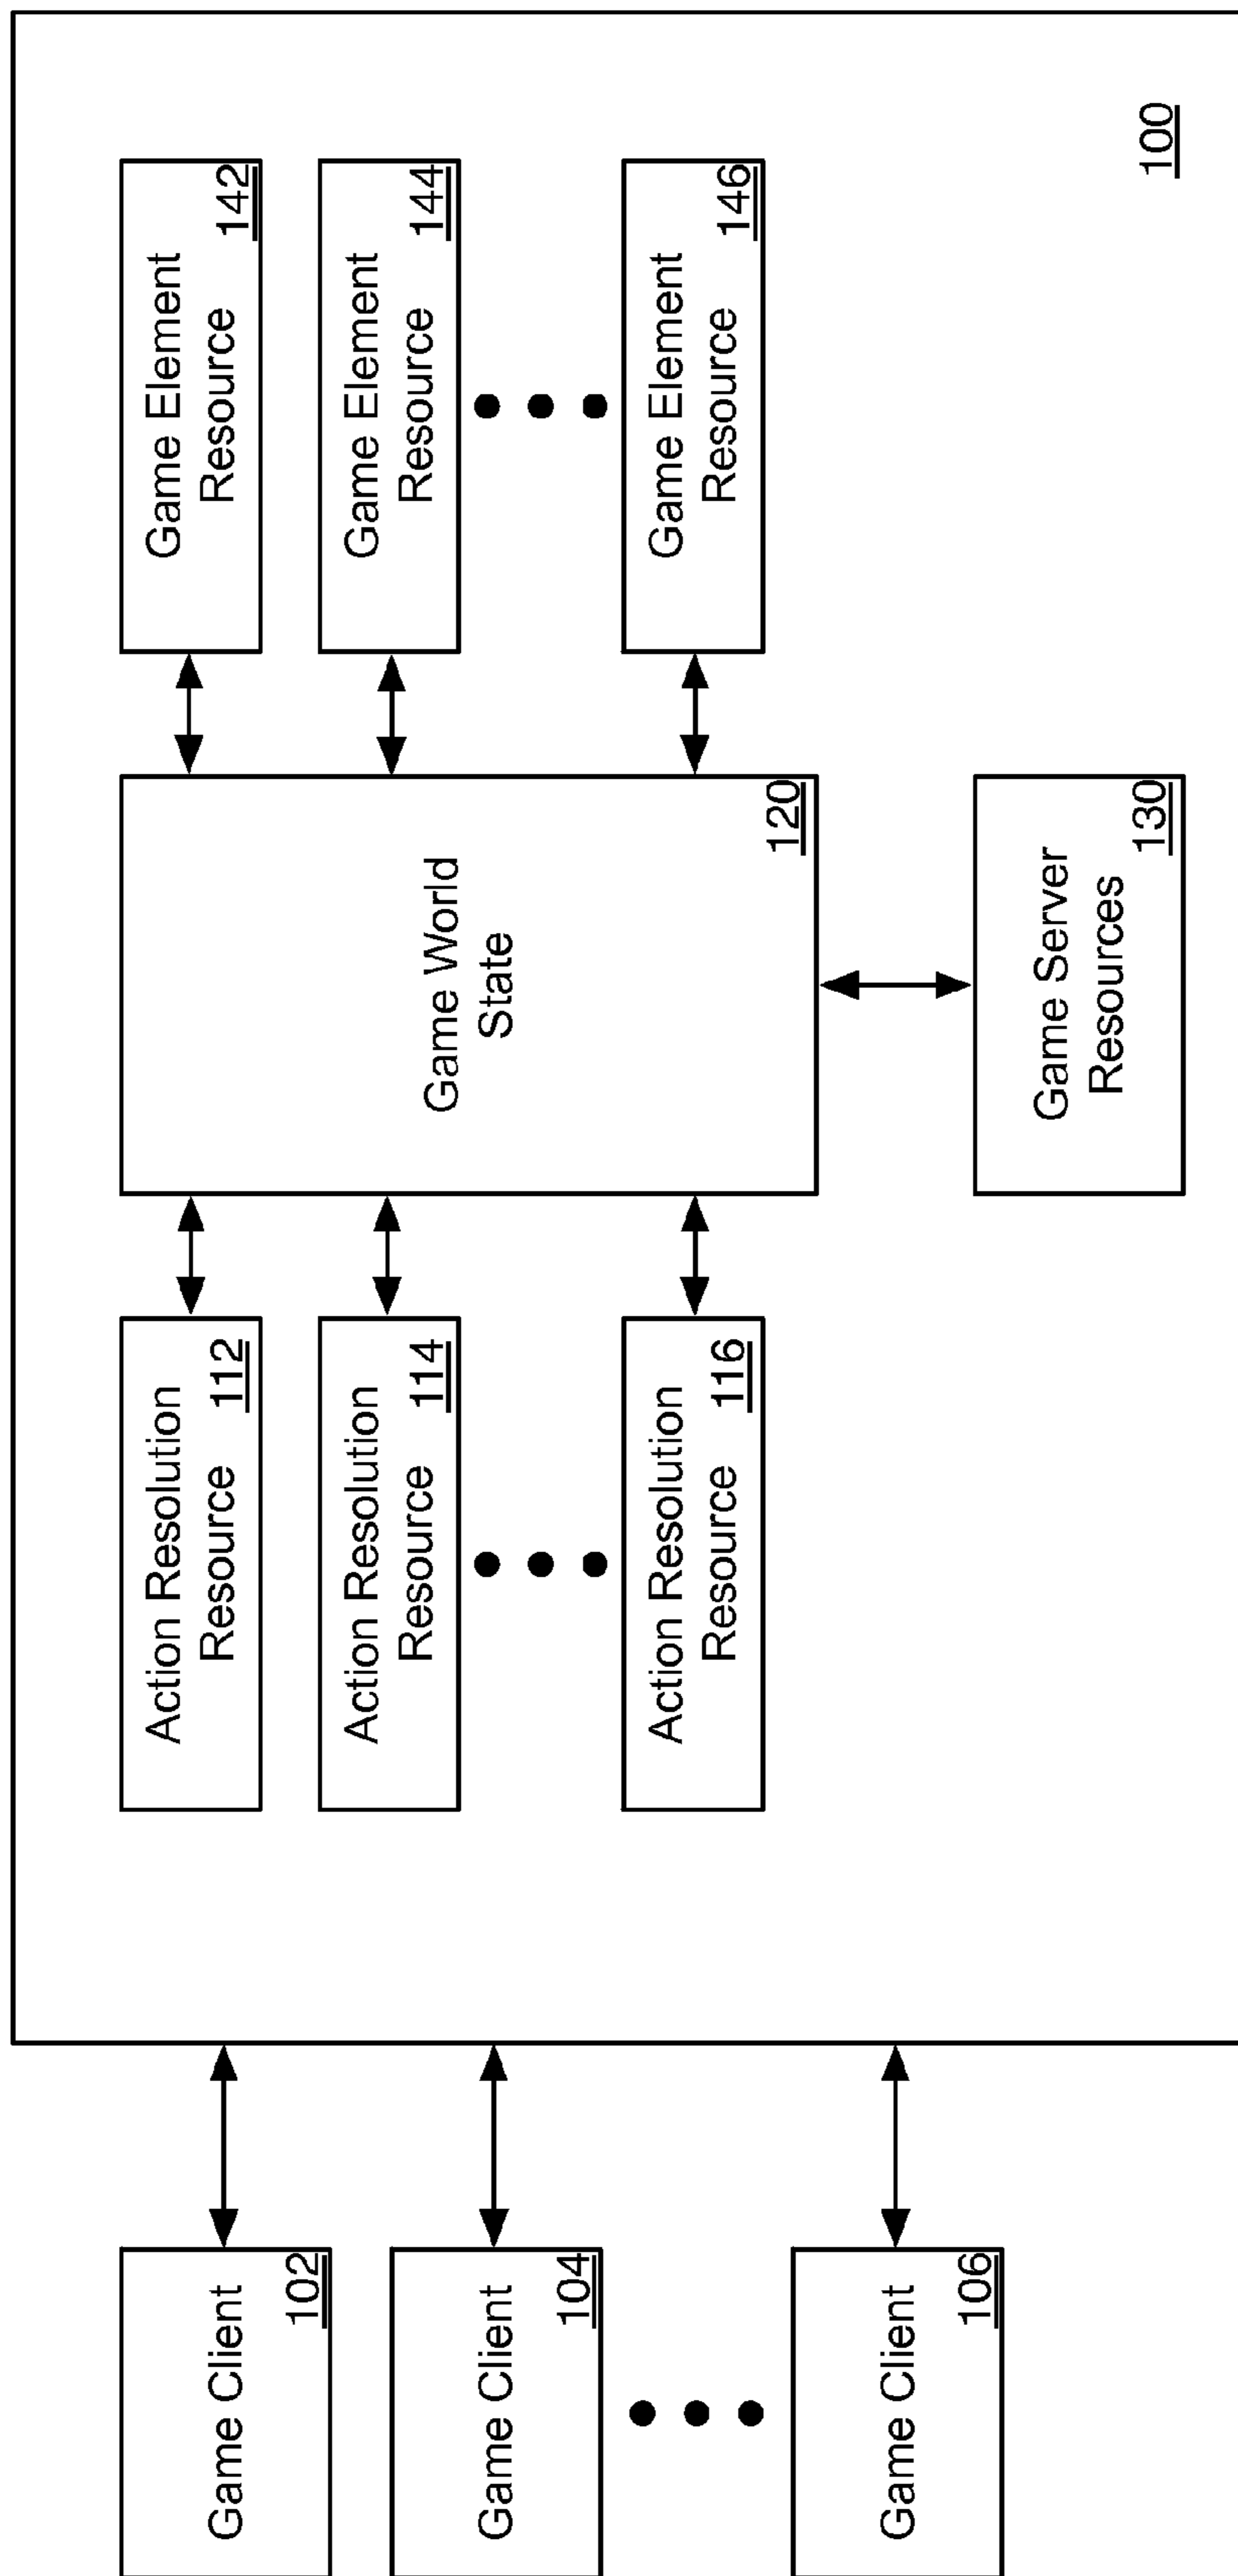 Game Client
102
Game Client
104
Game Client
106
Action Resolution
Resource
112
Action Resolution
Resource
114
Action Resolution
Resource
116
Game World
State
120
Game Server
Resources
130
Game Element
Resource
142
Game Element
Resource
144
Game Element
Resource
146
100